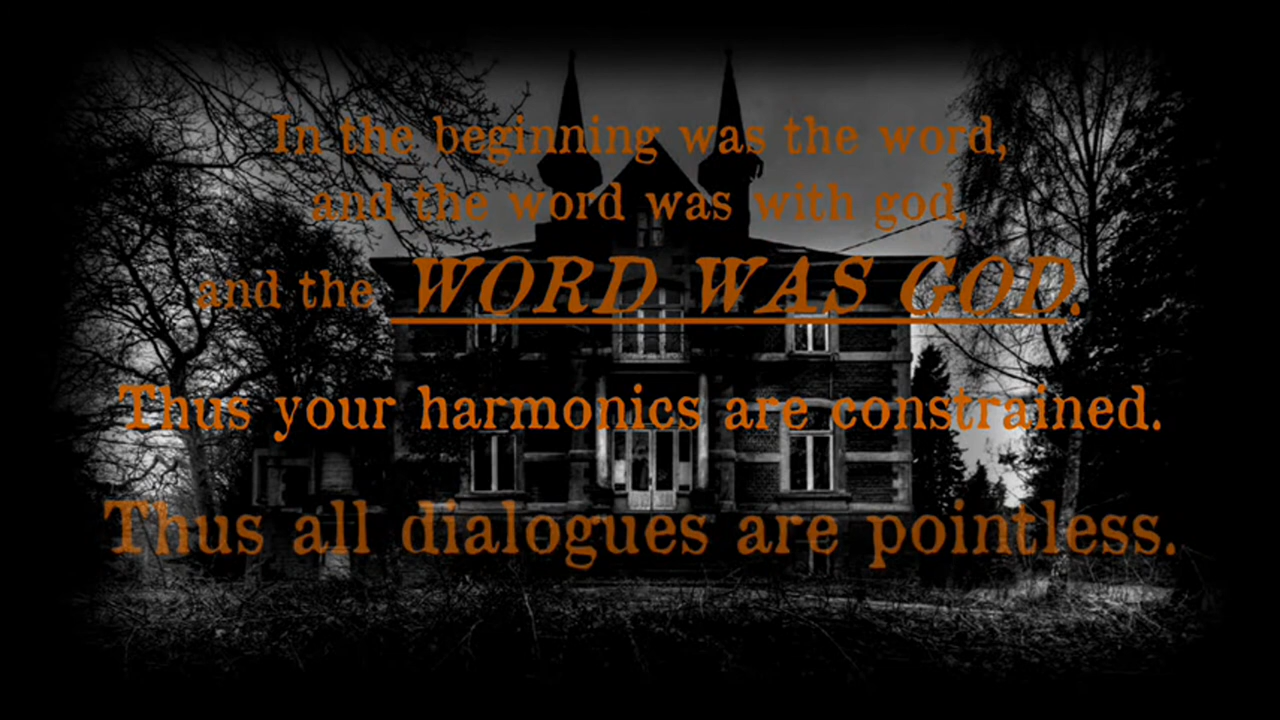 In the beginning was the word,
and the word was with god,
and the WORD WAS GOD.
Thus your harmonics are constrained.
Thus all dialogues are pointless.